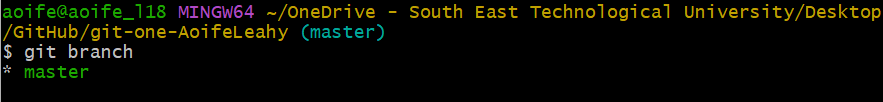 aoife@aoife_l18 MINGW64 ~/OneDrive - South East Technological University/Desktop
/GitHub/git-one-AoifeLeahy (master)
$ git branch
* master